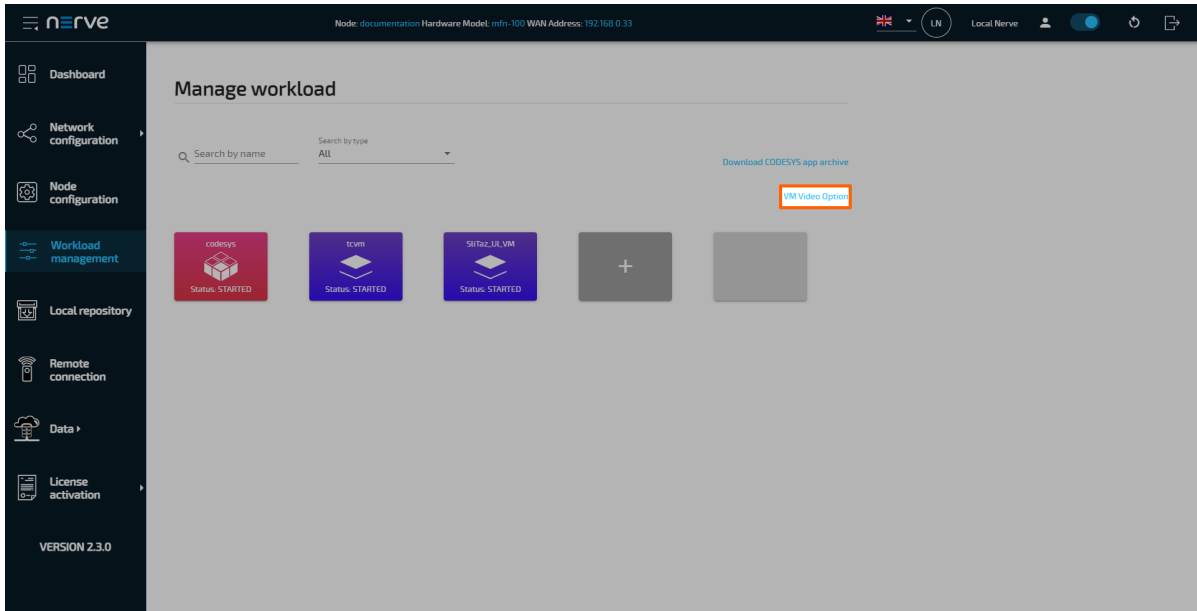 nerve
Node: documentation Hardware Model: mfn-100 WAN Address: 192.168.0.33
LN
Local Nerve
Dashboard
Network
configuration
Node
configuration
Workload
management
Local repository
Remote
connection
Data
License
activation
VERSION 2.3.0
Manage workload
Search by name
Search by type
All
Download CODESYS app archive
VM Video Option
codesys
Status: STARTED
tcvm
Status: STARTED
SliTaz_UI_VM
Status: STARTED
+